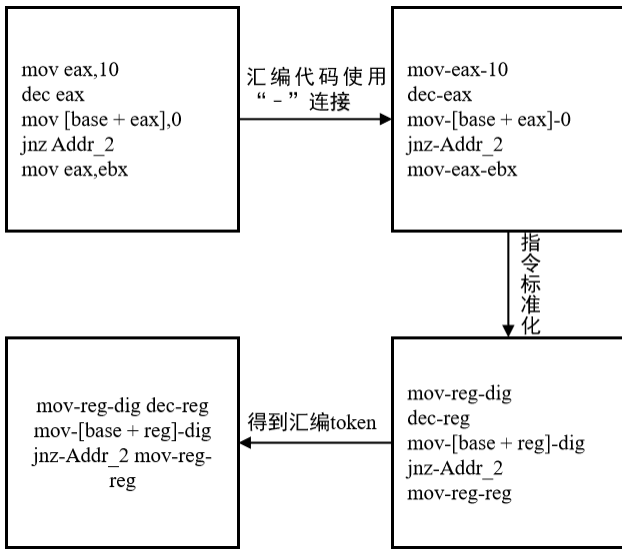 mov eax,10
dec eax
mov [base + eax],0
jnz Addr_2
mov eax,ebx
汇编代码使用
“-”连接
mov-eax-10
dec-eax
mov-[base + eax]-0
jnz-Addr_2
mov-eax-ebx
指令标准化
mov-reg-dig
dec-reg
mov-[base + reg]-dig
jnz-Addr_2
mov-reg-reg
得到汇编token
mov-reg-dig dec-reg
mov-[base + reg]-dig
jnz-Addr_2 mov-reg-
reg